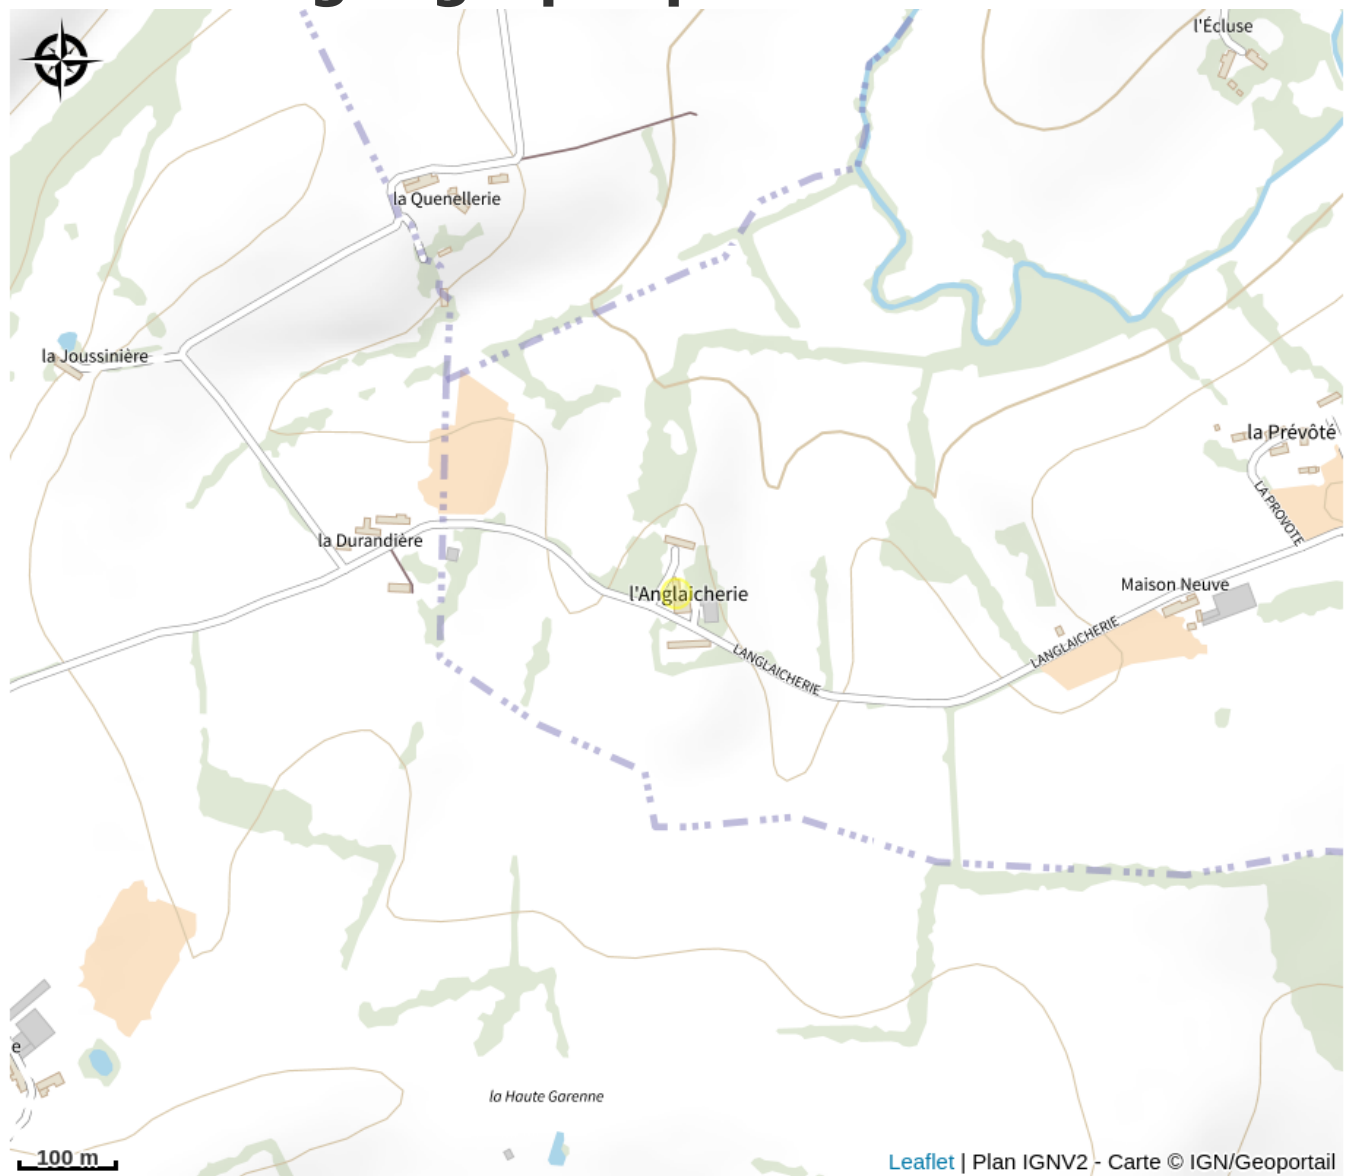 l'Écluse
la Quenellerie
la Joussinière
la Prévôté
LA PROVOTE
la Durandière
Maison Neuve
l'Anglaicherie
LANGLAICHERIE
LANGLAICHERIE
e
la Haute Garenne
100 m
Leaflet | Plan IGNV2 - Carte © IGN/Geoportail